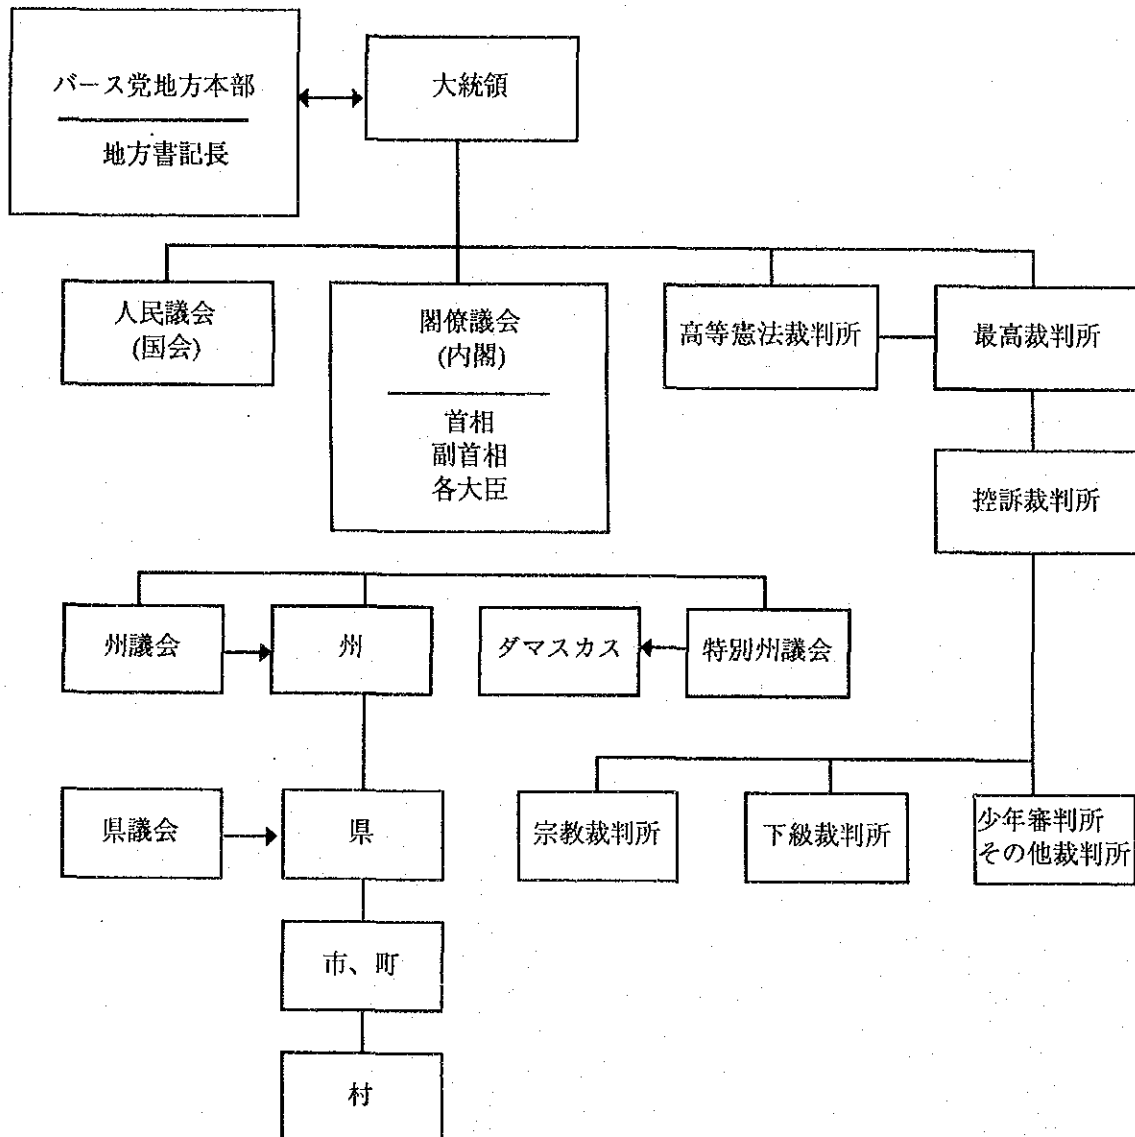 バース党地方本部
地方書記長
大統領
人民議会
(国会)
閣僚議会
(内閣)
首相
副首相
各大臣
高等憲法裁判所
最高裁判所
控訴裁判所
州議会
州
ダマスカス
特別州議会
県議会
県
宗教裁判所
下級裁判所
少年審判所
その他裁判所
市、町
村